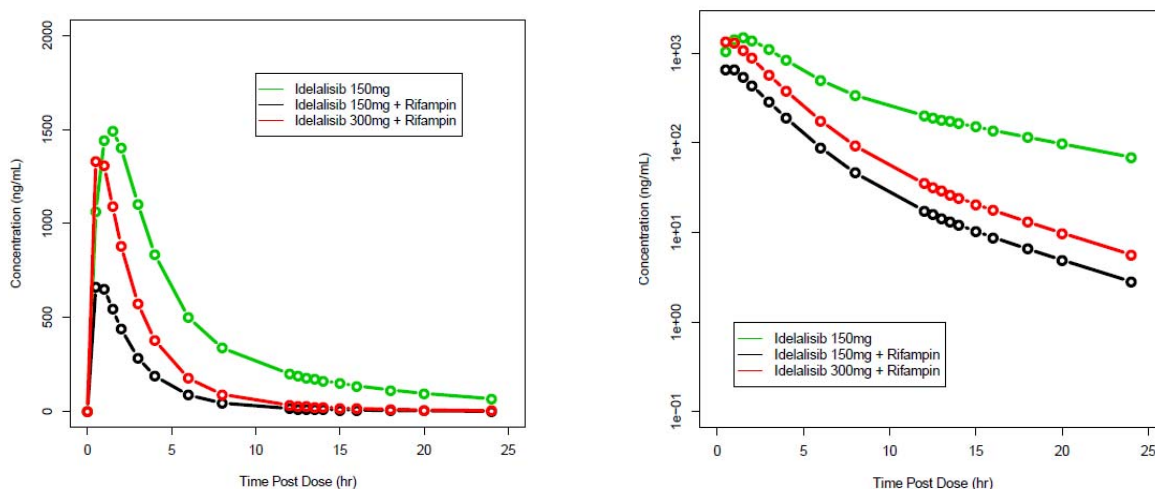 2000
1500
1000
500
0
Concentration (ng/mL)
Idelalisib 150mg
Idelalisib 150mg + Rifampin
Idelalisib 300mg + Rifampin
0 5 10 15 20 25
Time Post Dose (hr)
1e+03
1e+02
1e+01
1e+00
1e-01
Concentration (ng/mL)
Idelalisib 150mg
Idelalisib 150mg + Rifampin
Idelalisib 300mg + Rifampin
0 5 10 15 20 25
Time Post Dose (hr)